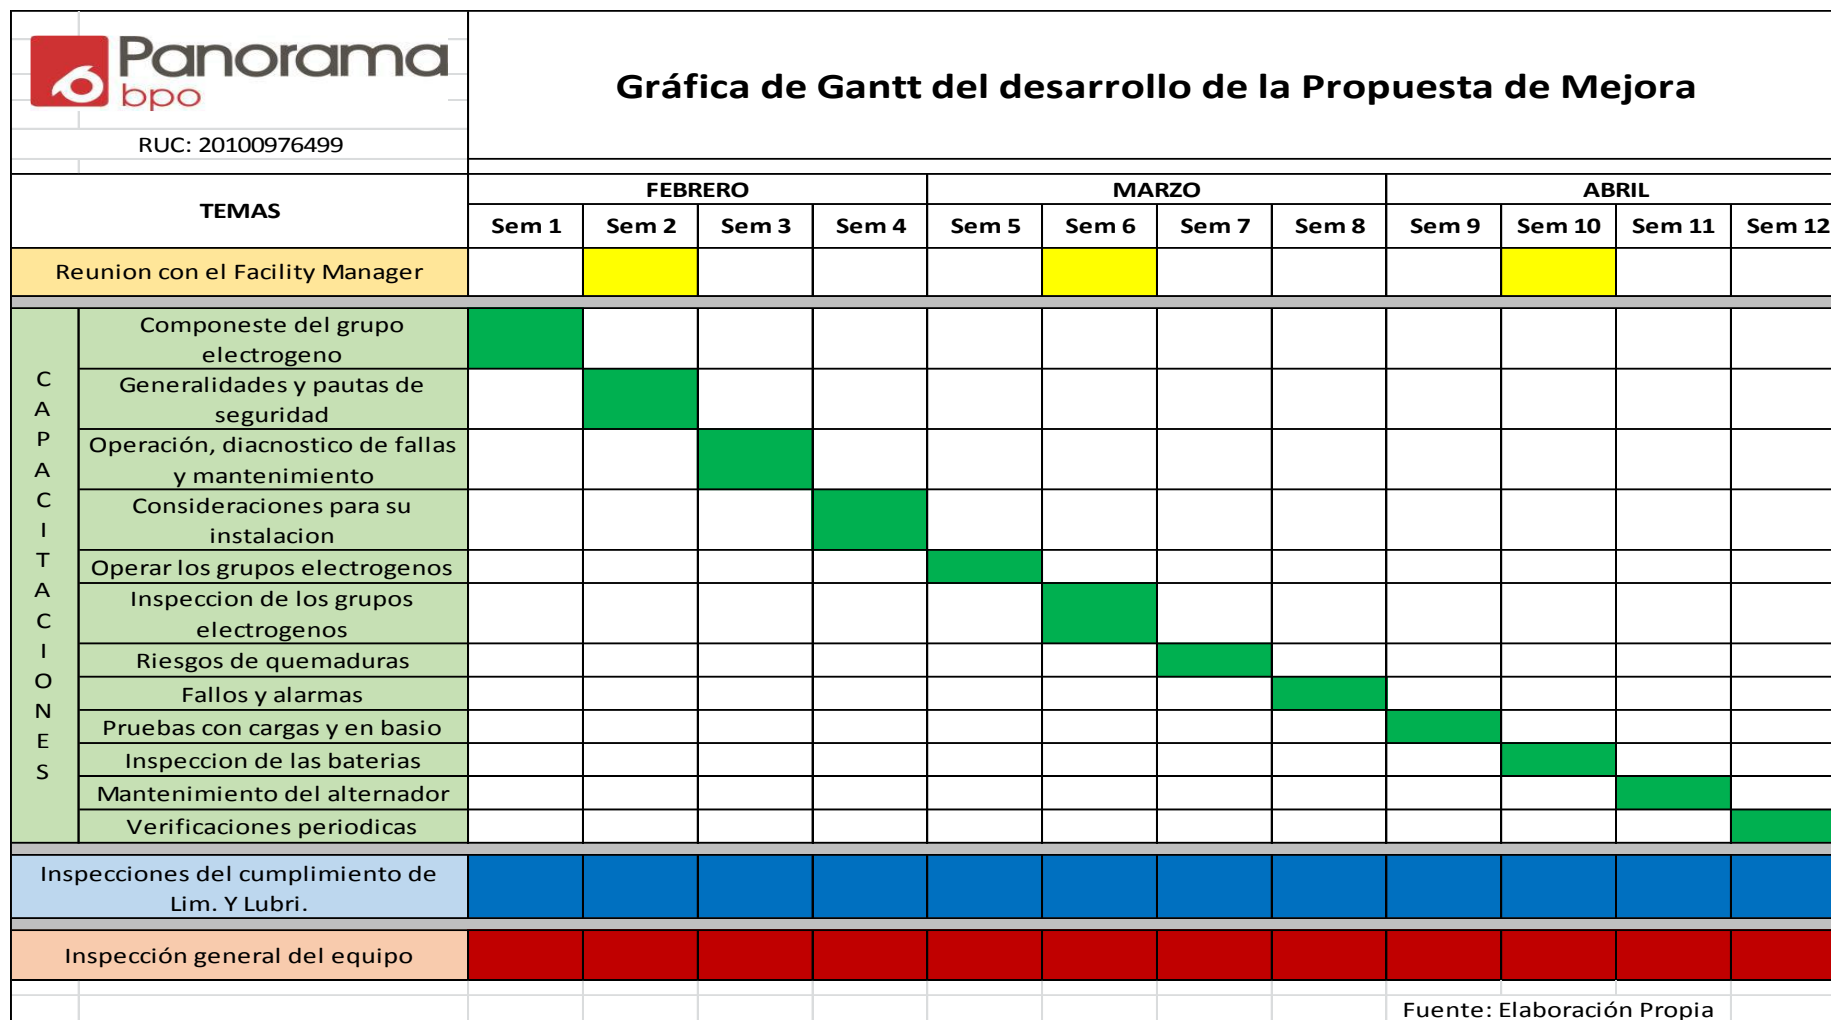 Panorama
bpo
RUC: 20100976499
Gráfica de Gantt del desarrollo de la Propuesta de Mejora
TEMAS
FEBRERO
MARZO
ABRIL
Sem 1
Sem 2
Sem 3
Sem 4
Sem 5
Sem 6
Sem 7
Sem 8
Sem 9
Sem 10
Sem 11
Sem 12
Reunion con el Facility Manager
CAPACITACIONES
Componeste del grupo
electrogeno
Generalidades y pautas de
seguridad
Operación, diacnostico de fallas
y mantenimiento
Consideraciones para su
instalacion
Operar los grupos electrogenos
Inspeccion de los grupos
electrogenos
Riesgos de quemaduras
Fallos y alarmas
Pruebas con cargas y en basio
Inspeccion de las baterias
Mantenimiento del alternador
Verificaciones periodicas
Inspecciones del cumplimiento de
Lim. Y Lubri.
Inspección general del equipo
Fuente: Elaboración Propia